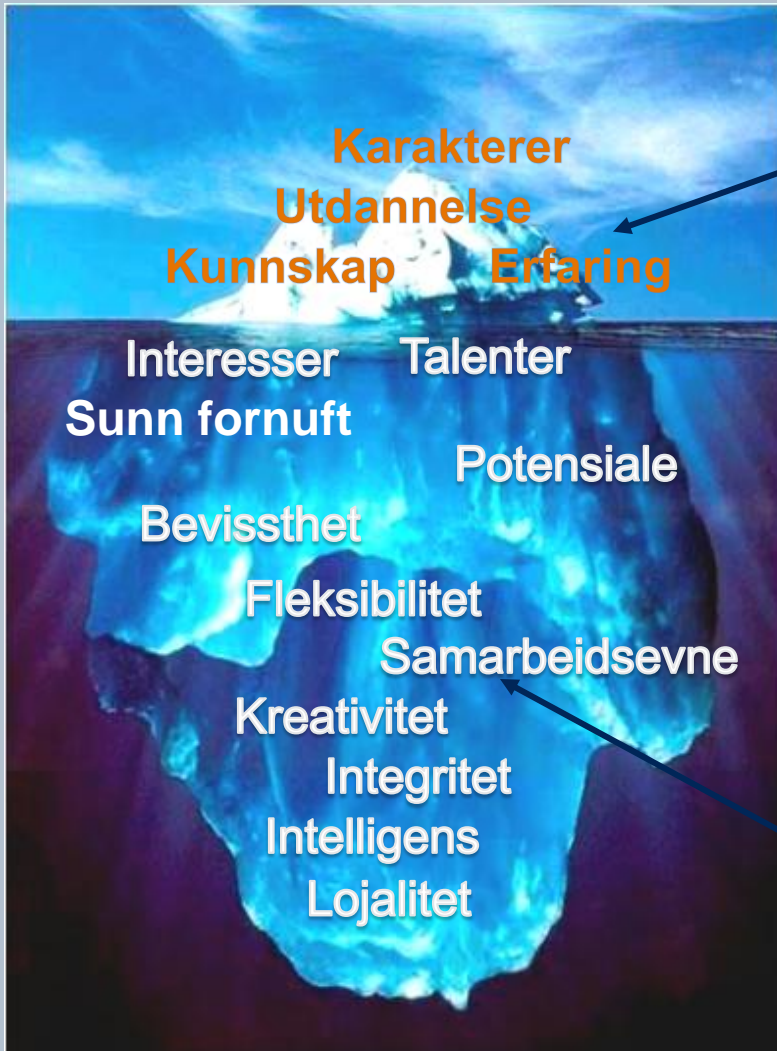 Karakterer
Utdannelse
Kunnskap Erfaring
Interesser Talenter
Sunn fornuft
Potensiale
Bevissthet
Fleksibilitet
Samarbeidsevne
Kreativitet
Integritet
Intelligens
Lojalitet